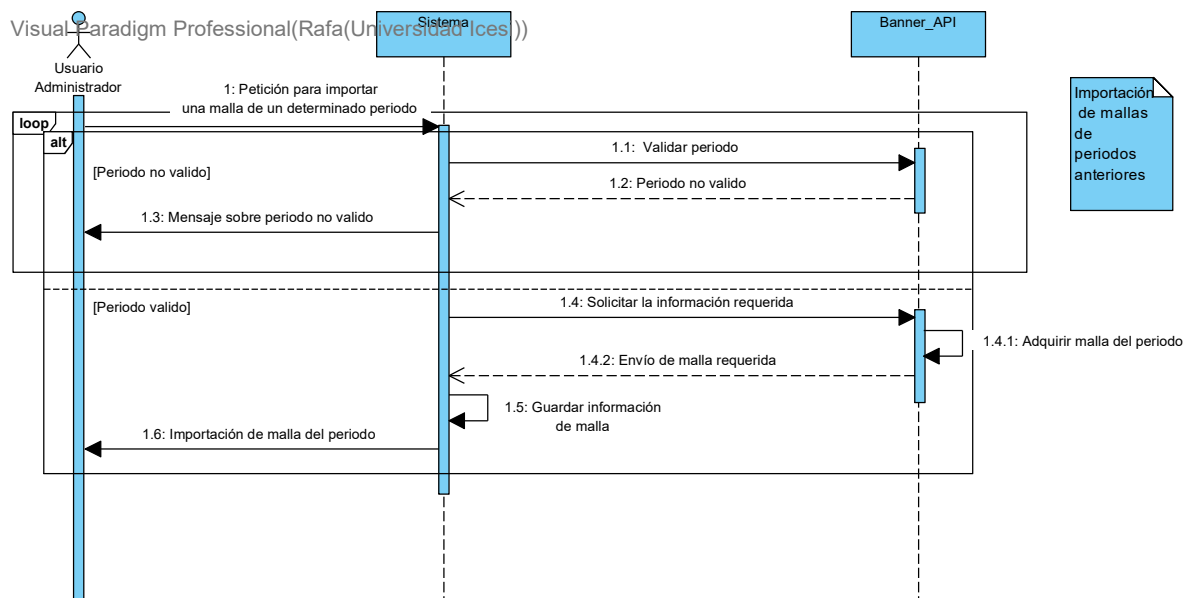 Visual Paradigm Professional(Rafa(Universidad Icesi))
Sistema
Banner_API
Usuario
Administrador
1: Petición para importar
una malla de un determinado periodo
Importación
de mallas
de
periodos
anteriores
loop
alt
1.1: Validar periodo
[Periodo no valido]
1.2: Periodo no valido
1.3: Mensaje sobre periodo no valido
[Periodo valido]
1.4: Solicitar la información requerida
1.4.1: Adquirir malla del periodo
1.4.2: Envío de malla requerida
1.5: Guardar información
de malla
1.6: Importación de malla del periodo